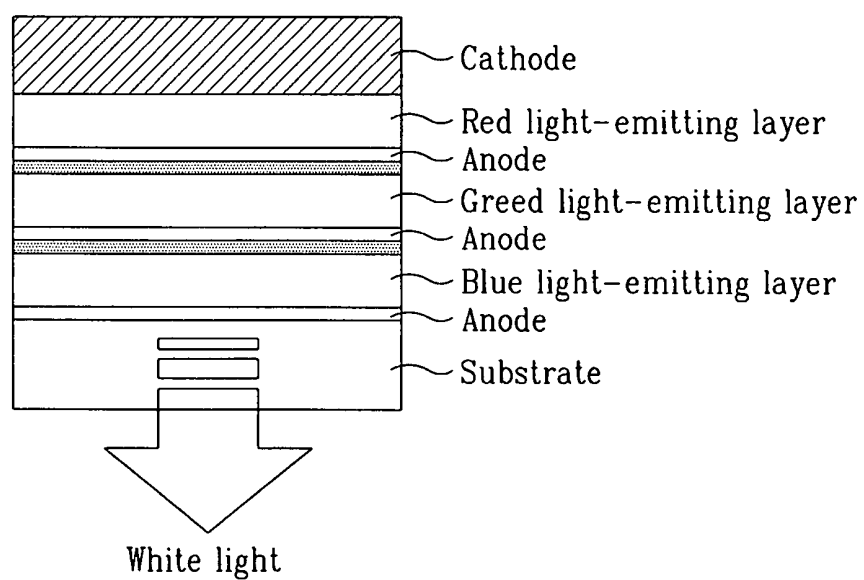 Cathode
Red light-emitting layer
Anode
Greed light-emitting layer
Anode
Blue light-emitting layer
Anode
Substrate
White light